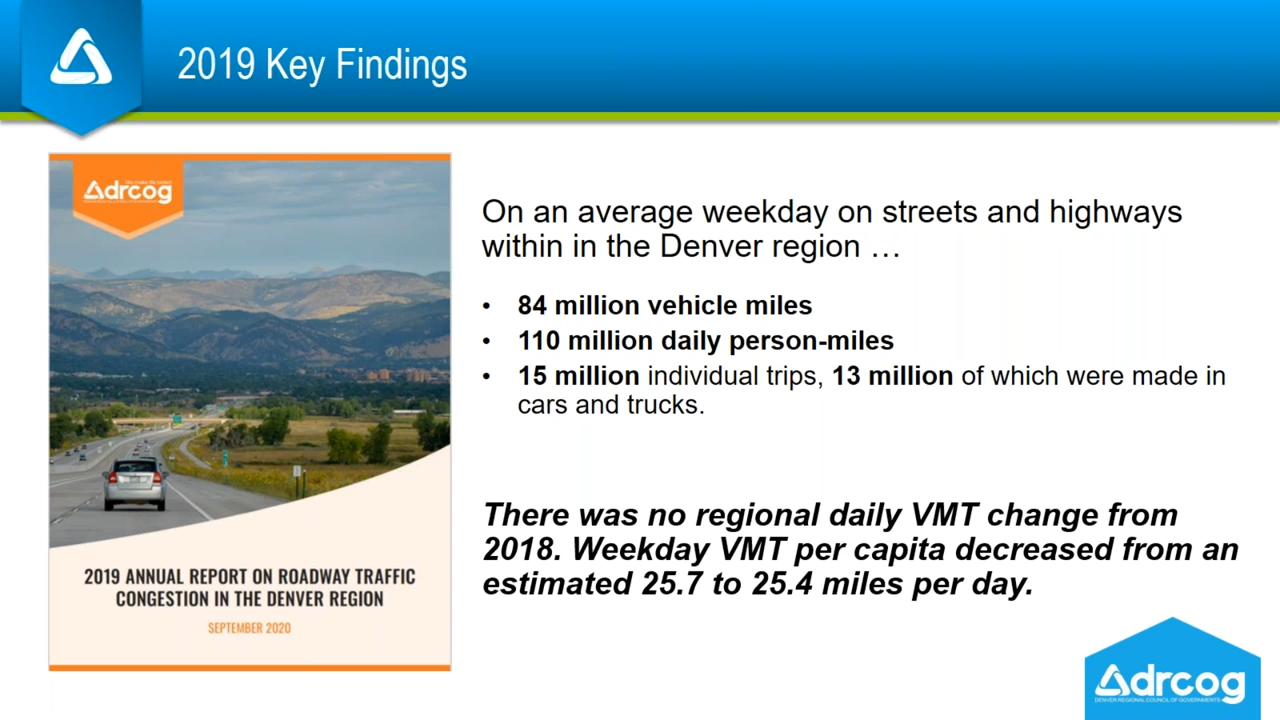 2019 Key Findings
drcog
On an average weekday on streets and highways
within in the Denver region …
• 84 million vehicle miles
• 110 million daily person-miles
• 15 million individual trips, 13 million of which were made in
cars and trucks.
There was no regional daily VMT change from
2018. Weekday VMT per capita decreased from an
estimated 25.7 to 25.4 miles per day.
2019 ANNUAL REPORT ON ROADWAY TRAFFIC
CONGESTION IN THE DENVER REGION
SEPTEMBER 2020
drcog
DENVER REGIONAL COUNCIL OF GOVERNMENTS